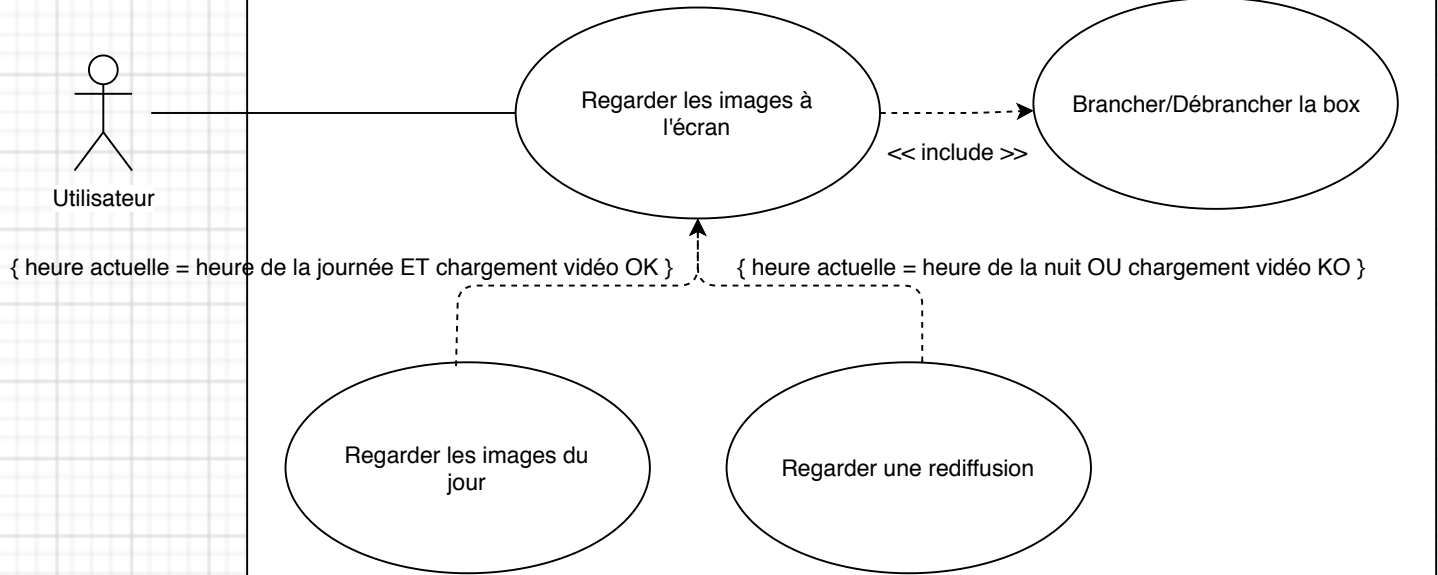 Regarder les images à
l'écran
Brancher/Débrancher la box
<< include >>
Utilisateur
{ heure actuelle = heure de la journée ET chargement vidéo OK }
{ heure actuelle = heure de la nuit OU chargement vidéo KO }
Regarder les images du
jour
Regarder une rediffusion